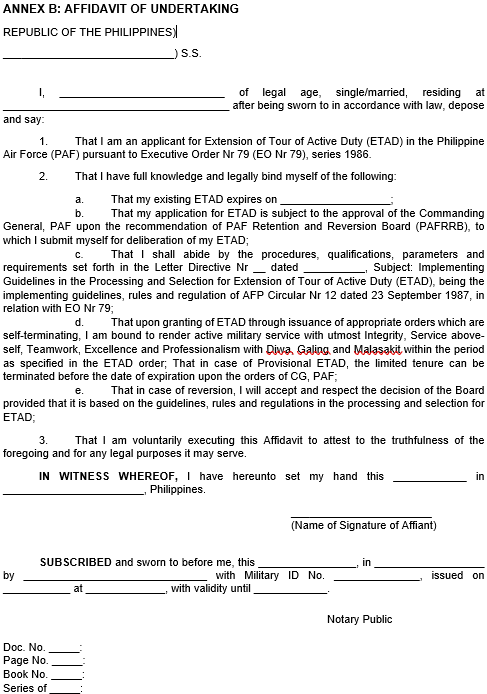 ANNEX B: AFFIDAVIT OF UNDERTAKING
REPUBLIC OF THE PHILIPPINES)
____________________________) S.S.
I, ___________________________ of legal age, single/married, residing at
_____________________________________ after being sworn to in accordance with law, depose
and say:
1. That I am an applicant for Extension of Tour of Active Duty (ETAD) in the Philippine
Air Force (PAF) pursuant to Executive Order Nr 79 (EO Nr 79), series 1986.
2. That I have full knowledge and legally bind myself of the following:
a. That my existing ETAD expires on __________________;
b. That my application for ETAD is subject to the approval of the Commanding
General, PAF upon the recommendation of PAF Retention and Reversion Board (PAFRRB), to
which I submit myself for deliberation of my ETAD;
c. That I shall abide by the procedures, qualifications, parameters and
requirements set forth in the Letter Directive Nr __ dated __________, Subject: Implementing
Guidelines in the Processing and Selection for Extension of Tour of Active Duty (ETAD), being the
implementing guidelines, rules and regulation of AFP Circular Nr 12 dated 23 September 1987, in
relation with EO Nr 79;
d. That upon granting of ETAD through issuance of appropriate orders which are
self-terminating, I am bound to render active military service with utmost Integrity, Service above-
self, Teamwork, Excellence and Professionalism with Diwa, Galing and Malasakit within the period
as specified in the ETAD order; That in case of Provisional ETAD, the limited tenure can be
terminated before the date of expiration upon the orders of CG, PAF;
e. That in case of reversion, I will accept and respect the decision of the Board
provided that it is based on the guidelines, rules and regulations in the processing and selection for
ETAD;
3. That I am voluntarily executing this Affidavit to attest to the truthfulness of the
foregoing and for any legal purposes it may serve.
IN WITNESS WHEREOF, I have hereunto set my hand this ____________ in
_______________________, Philippines.
_______________________
(Name of Signature of Affiant)
SUBSCRIBED and sworn to before me, this ________________, in __________________
by ______________________________ with Military ID No. ______________, issued on
___________ at _____________, with validity until ____________.
Notary Public
Doc. No. _____:
Page No. _____:
Book No. _____:
Series of _____: